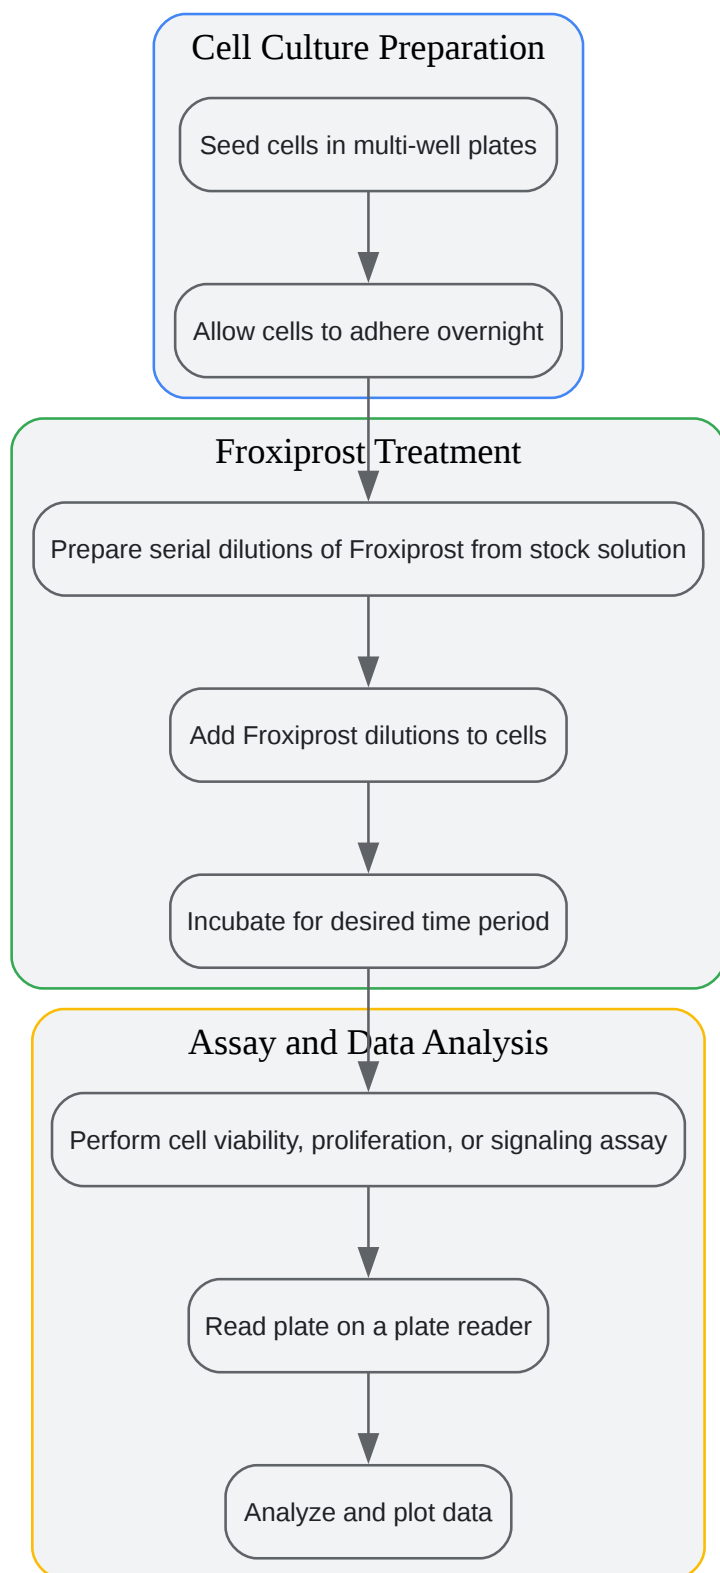 Cell Culture Preparation
Seed cells in multi-well plates
Allow cells to adhere overnight
Froxiprost Treatment
Prepare serial dilutions of Froxiprost from stock solution
Add Froxiprost dilutions to cells
Incubate for desired time period
Assay and Data Analysis
Perform cell viability, proliferation, or signaling assay
Read plate on a plate reader
Analyze and plot data